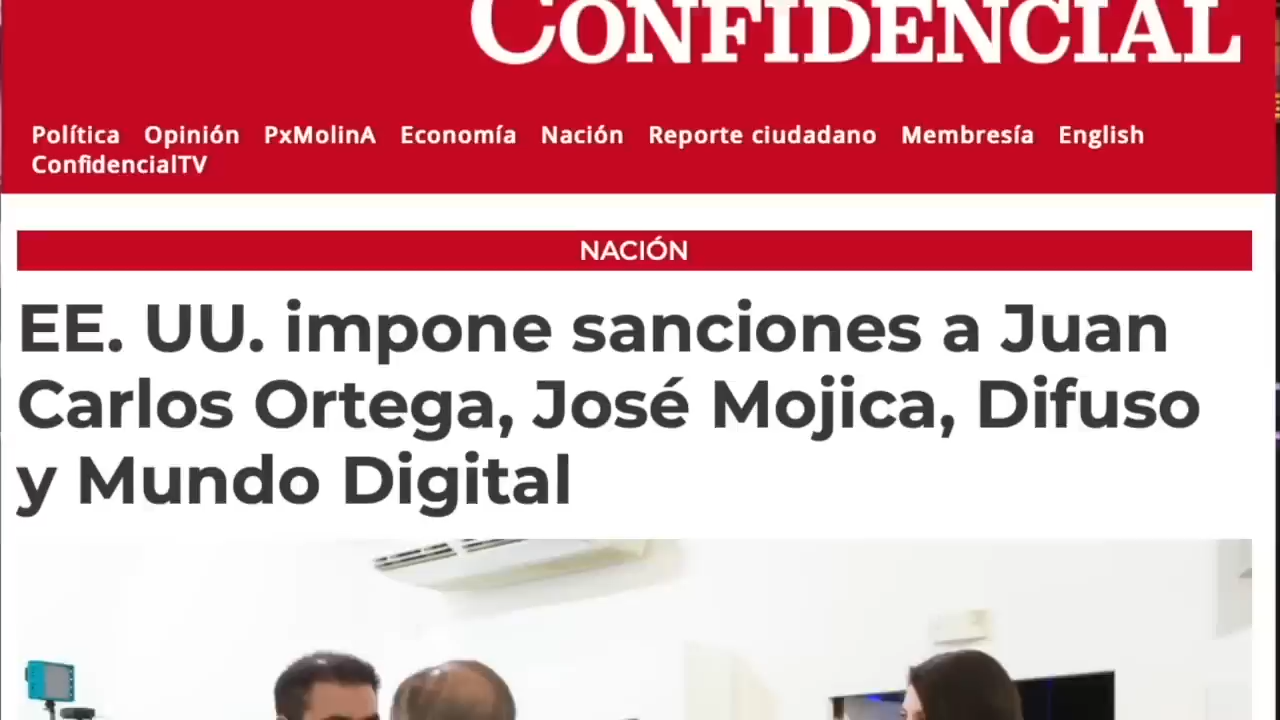 CONFIDENCIAL
Política Opinión PxMolinA Economía Nación Reporte ciudadano Membresía English
ConfidencialTV
NACIÓN
EE. UU. impone sanciones a Juan
Carlos Ortega, José Mojica, Difuso
y Mundo Digital